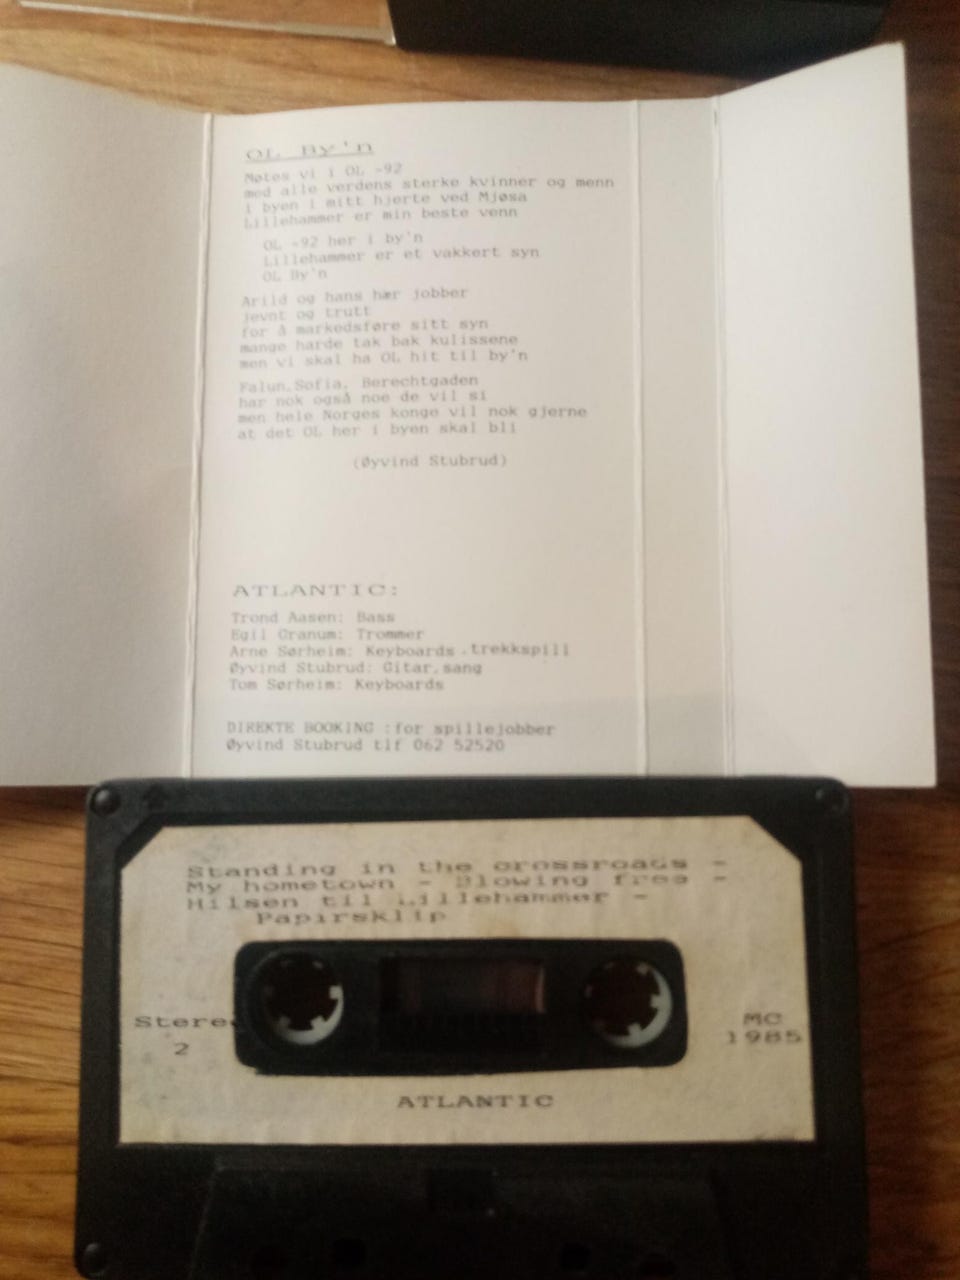 OL By'n
Møtes vi i OL -92
med alle verdens sterke kvinner og menn
i byen i mitt hjerte ved Mjøsa
Lillehammer er min beste venn
OL -92 her i by'n
Lillehammer er et vakkert syn
OL By'n
Arild og hans hær jobber
jevnt og trutt
for å markedsføre sitt syn
mange harde tak bak kulissene
men vi skal ha OL hit til by'n
Falun,Sofia, Berechtgaden
har nok også noe de vil si
men hele Norges konge vil nok gjerne
at det OL her i byen skal bli
(Øyvind Stubrud)
ATLANTIC:
Trond Aasen: Bass
Egil Granum: Trommer
Arne Sørheim: Keyboards ,trekkspill
Øyvind Stubrud: Gitar,sang
Tom Sørheim: Keyboards
DIREKTE BOOKING :for spillejobber
Øyvind Stubrud tlf 062 52520
Standing in the crossroads -
My hometown - Blowing free -
Hilsen til Lillehammer -
Papirsklip
Stereo
2
MC
1985
ATLANTIC